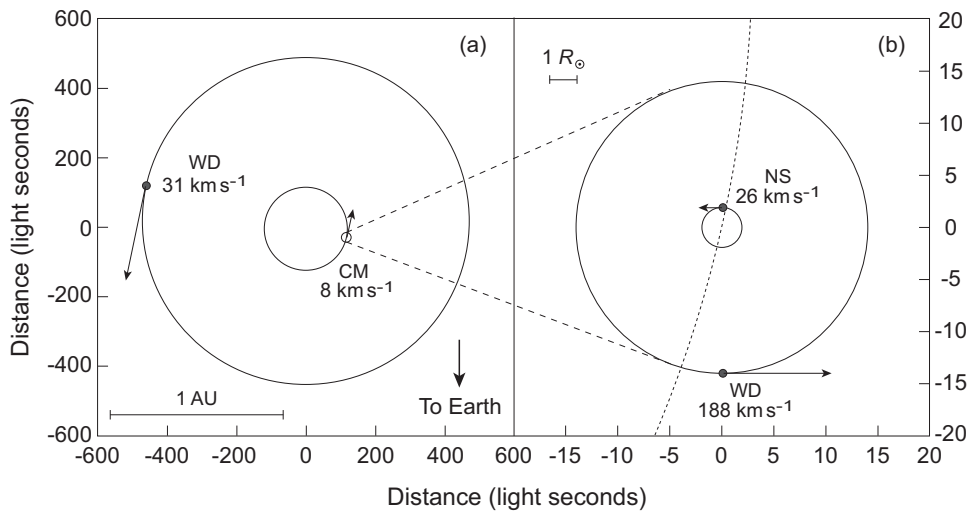 600
400
200
0
-200
-400
-600
Distance (light seconds)
(a)
WD
31 km s⁻¹
CM
8 km s⁻¹
1 AU
To Earth
-600 -400 -200 0 200 400 600
(b)
1 R⊙
NS
26 km s⁻¹
WD
188 km s⁻¹
20
15
10
5
0
-5
-10
-15
-20
-15 -10 -5 0 5 10 15 20
Distance (light seconds)